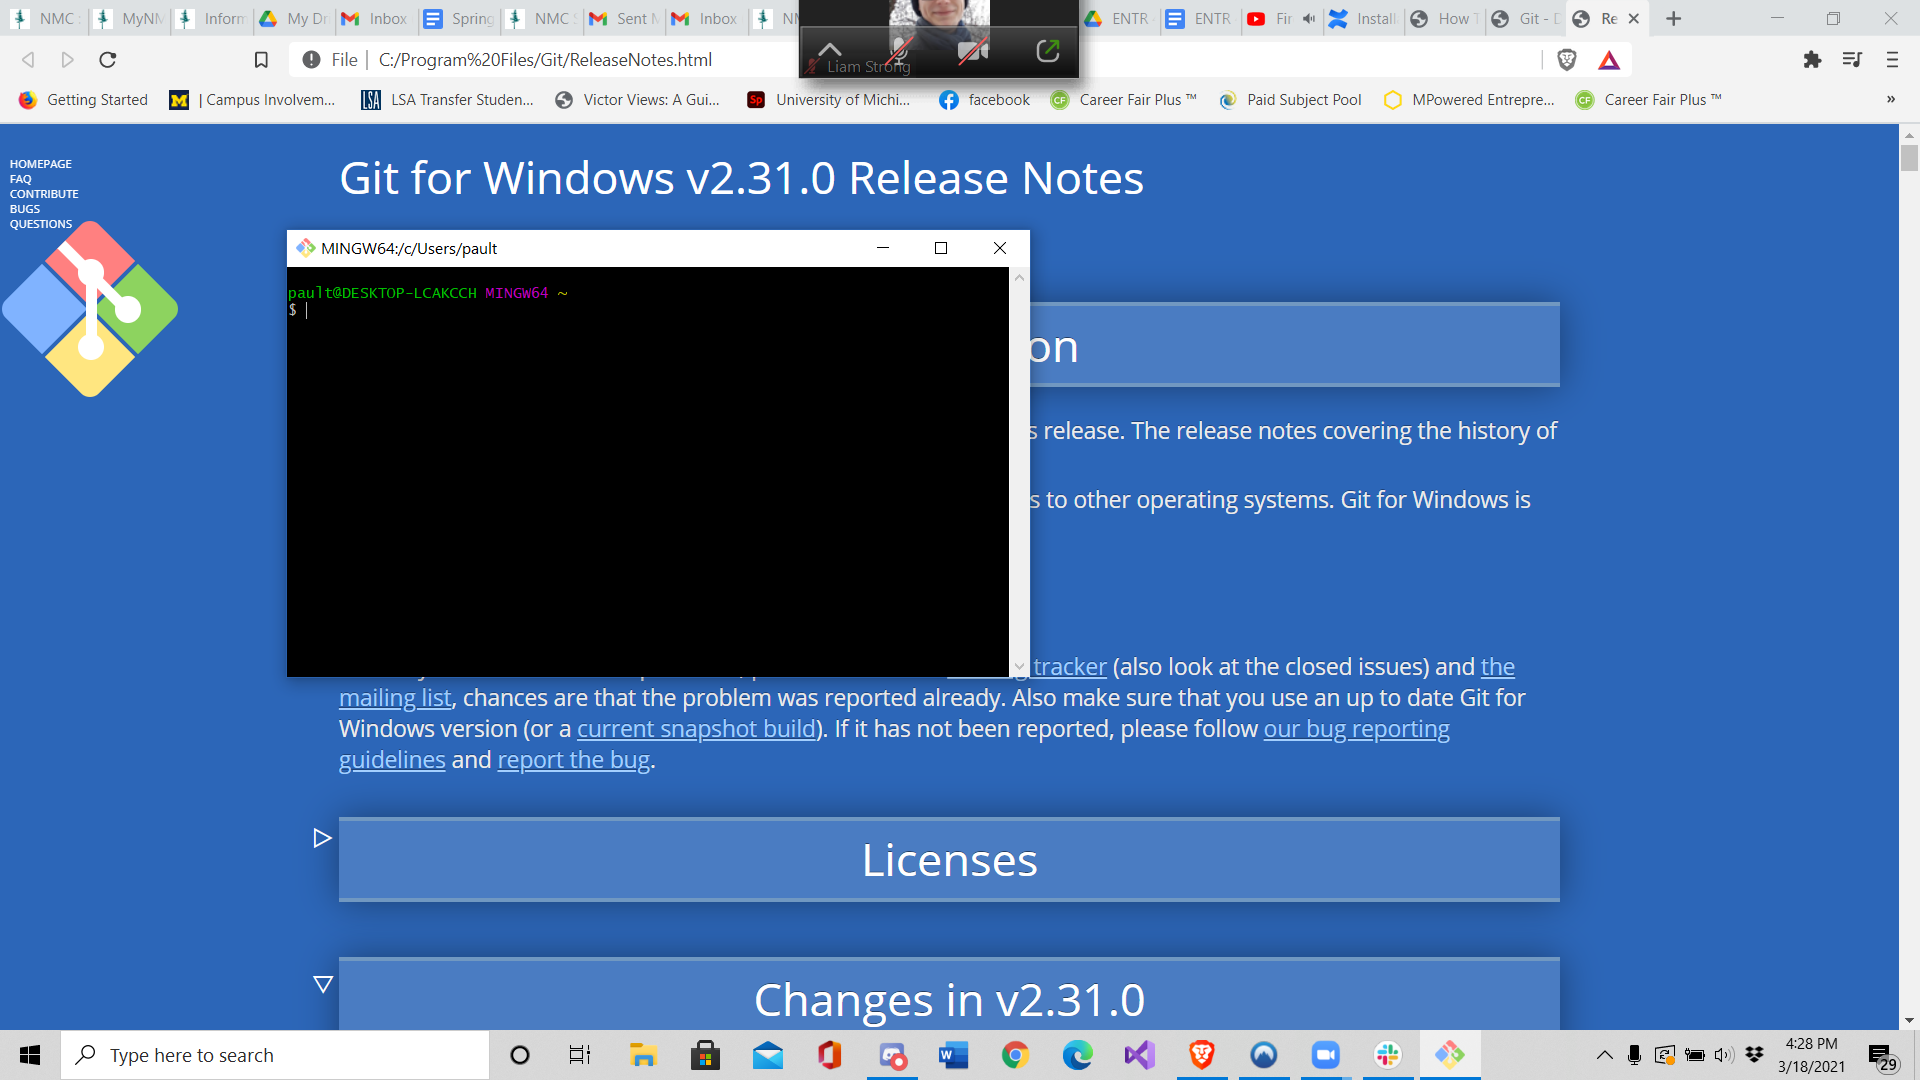 NMC
MyNM
Inform
My Dr
Inbox
Spring
NMC
Sent M
Inbox
ENTR
ENTR
Fir
Install
How T
Git - D
Re
File
C:/Program%20Files/Git/ReleaseNotes.html
Liam Strong
Getting Started
| Campus Involvem...
LSA Transfer Studen...
Victor Views: A Gui...
University of Michi...
facebook
Career Fair Plus ™
Paid Subject Pool
MPowered Entrepre...
Career Fair Plus ™
»
HOMEPAGE
FAQ
CONTRIBUTE
BUGS
QUESTIONS
Git for Windows v2.31.0 Release Notes
MINGW64:/c/Users/pault
pault@DESKTOP-LCAKCCH MINGW64 ~
$
on
s release. The release notes covering the history of
s to other operating systems. Git for Windows is
tracker (also look at the closed issues) and the
mailing list, chances are that the problem was reported already. Also make sure that you use an up to date Git for
Windows version (or a current snapshot build). If it has not been reported, please follow our bug reporting
guidelines and report the bug.
Licenses
Changes in v2.31.0
Type here to search
4:28 PM
3/18/2021
29